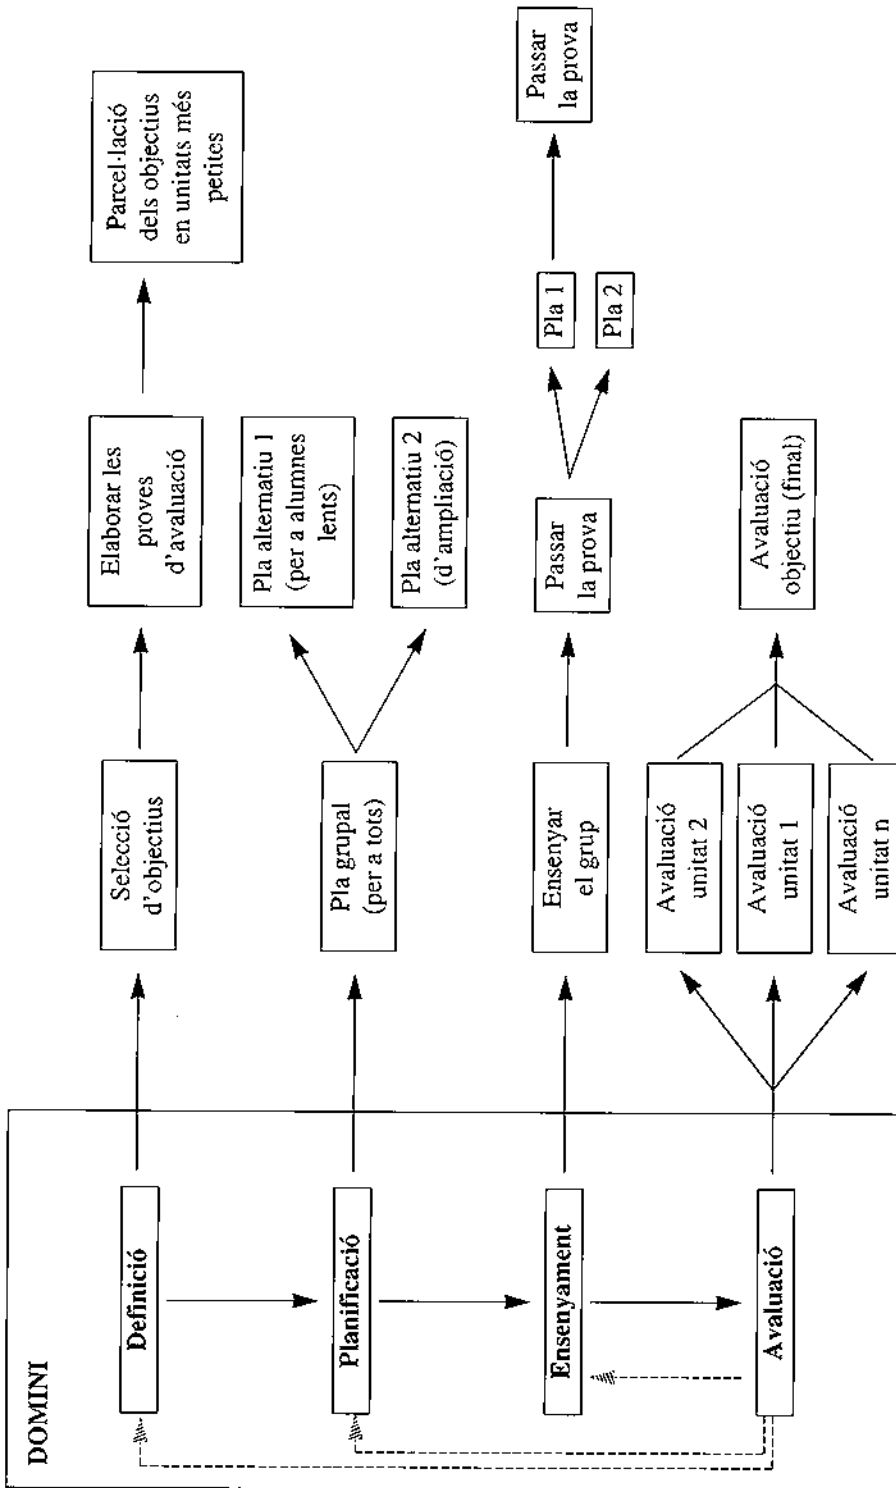 DOMINI
Definició
Selecció
d'objectius
Elaborar les
proves
d'avaluació
Parcel·lació
dels objectius
en unitats més
petites
Planificació
Pla grupal
(per a tots)
Pla alternatiu 1
(per a alumnes
lents)
Pla alternatiu 2
(d'ampliació)
Ensenyament
Ensenyar
el grup
Passar
la prova
Pla 1
Pla 2
Passar
la prova
Avaluació
Avaluació
unitat 2
Avaluació
unitat 1
Avaluació
unitat n
Avaluació
objectiu (final)